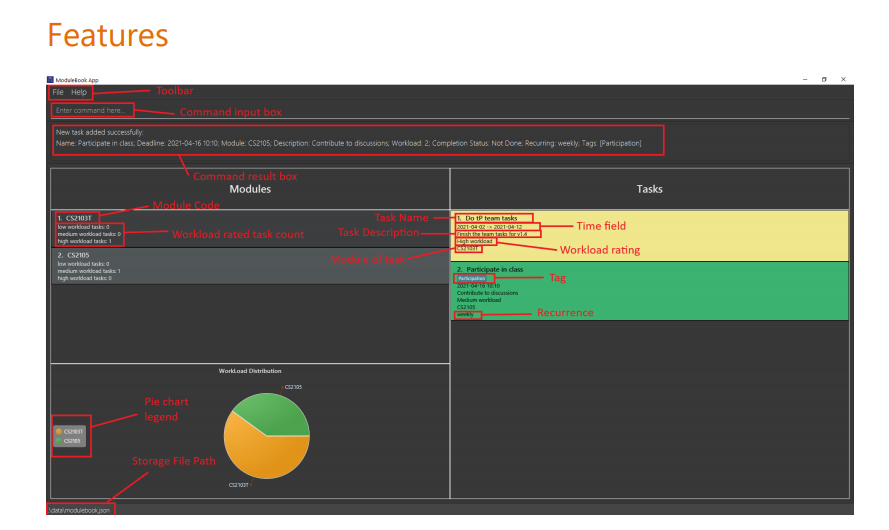 Features
ModuleBook App
File Help
Toolbar
Enter command here...
Command input box
New task added successfully:
Name: Participate in class; Deadline: 2021-04-16 10:10; Module: CS2105; Description: Contribute to discussions; Workload: 2; Completion Status: Not Done; Recurring: weekly; Tags: [Participation]
Command result box
Modules
Tasks
Module Code
1. CS2103T
low workload tasks: 0
medium workload tasks: 0
high workload tasks: 1
Workload rated task count
2. CS2105
low workload tasks: 0
medium workload tasks: 1
high workload tasks: 0
Task Name
1. Do tP team tasks
2021-04-02 -> 2021-04-12
Time field
Task Description
Finish the team tasks for v1.4
High workload
Workload rating
CS2103T
Module of task
2. Participate in class
Participation
Tag
2021-04-16 10:10
Contribute to discussions
Medium workload
CS2105
weekly
Recurrence
WorkLoad Distribution
CS2105
Pie chart
legend
CS2103T
CS2105
Storage File Path
CS2103T
.\data\modulebook.json